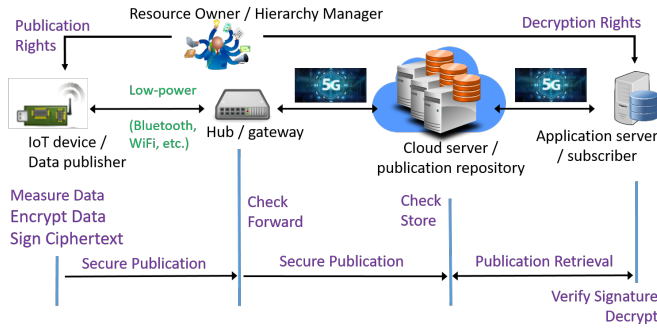 Resource Owner / Hierarchy Manager
Publication
Rights
Decryption Rights
Low-power
(Bluetooth,
WiFi, etc.)
5G
5G
IoT device /
Data publisher
Hub / gateway
Cloud server /
publication repository
Application server
/ subscriber
Measure Data
Encrypt Data
Sign Ciphertext
Check
Forward
Check
Store
Secure Publication
Secure Publication
Publication Retrieval
Verify Signature
Decrypt